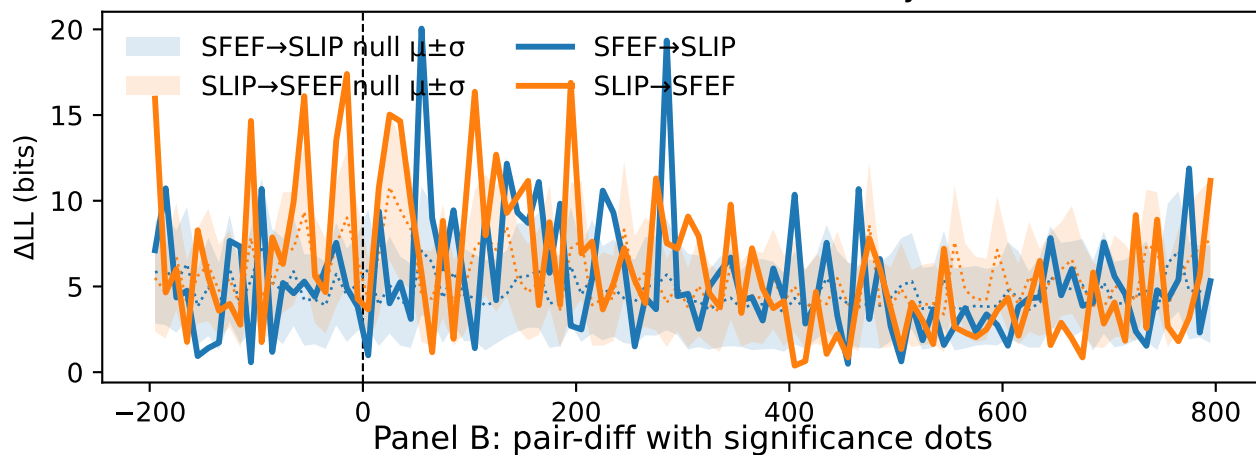 20
SFEF→SLIP null μ±σ
SFEF→SLIP
SLIP→SFEF null μ±σ
SLIP→SFEF
15
10
5
0
ΔLL (bits)
−200
0
200
400
600
800
Panel B: pair-diff with significance dots